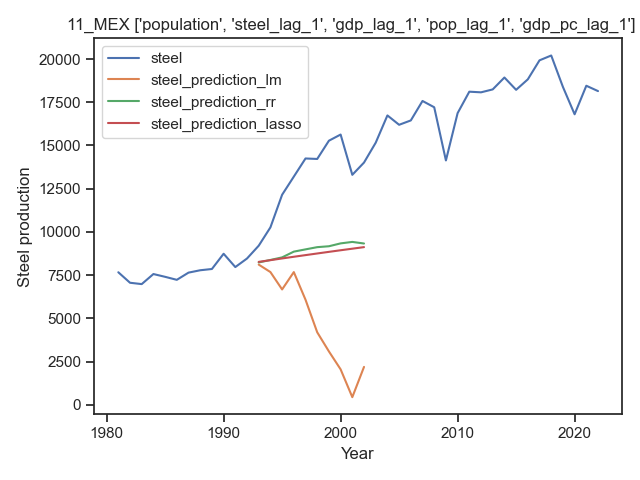 11_MEX ['population', 'steel_lag_1', 'gdp_lag_1', 'pop_lag_1', 'gdp_pc_lag_1']
steel
steel_prediction_lm
steel_prediction_rr
steel_prediction_lasso
Steel production
20000
17500
15000
12500
10000
7500
5000
2500
0
1980 1990 2000 2010 2020
Year